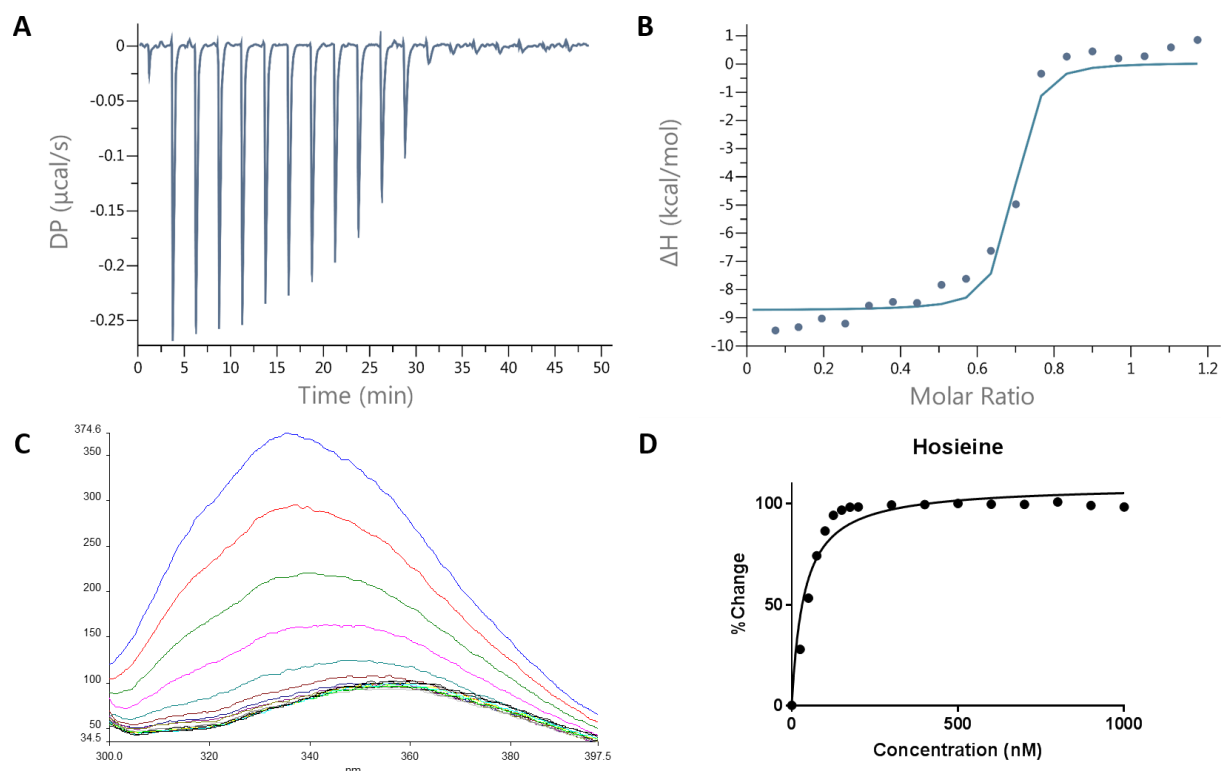 A
0
-0.05
-0.1
-0.15
-0.2
-0.25
DP (µcal/s)
0 5 10 15 20 25 30 35 40 45 50
Time (min)
B
1
0
-1
-2
-3
-4
-5
-6
-7
-8
-9
-10
ΔH (kcal/mol)
0 0.2 0.4 0.6 0.8 1 1.2
Molar Ratio
C
374.6
350
300
250
200
150
100
50
34.5
300.0 320 340 360 380 397.5
nm
D
Hosieine
100
50
0
% Change
0 500 1000
Concentration (nM)